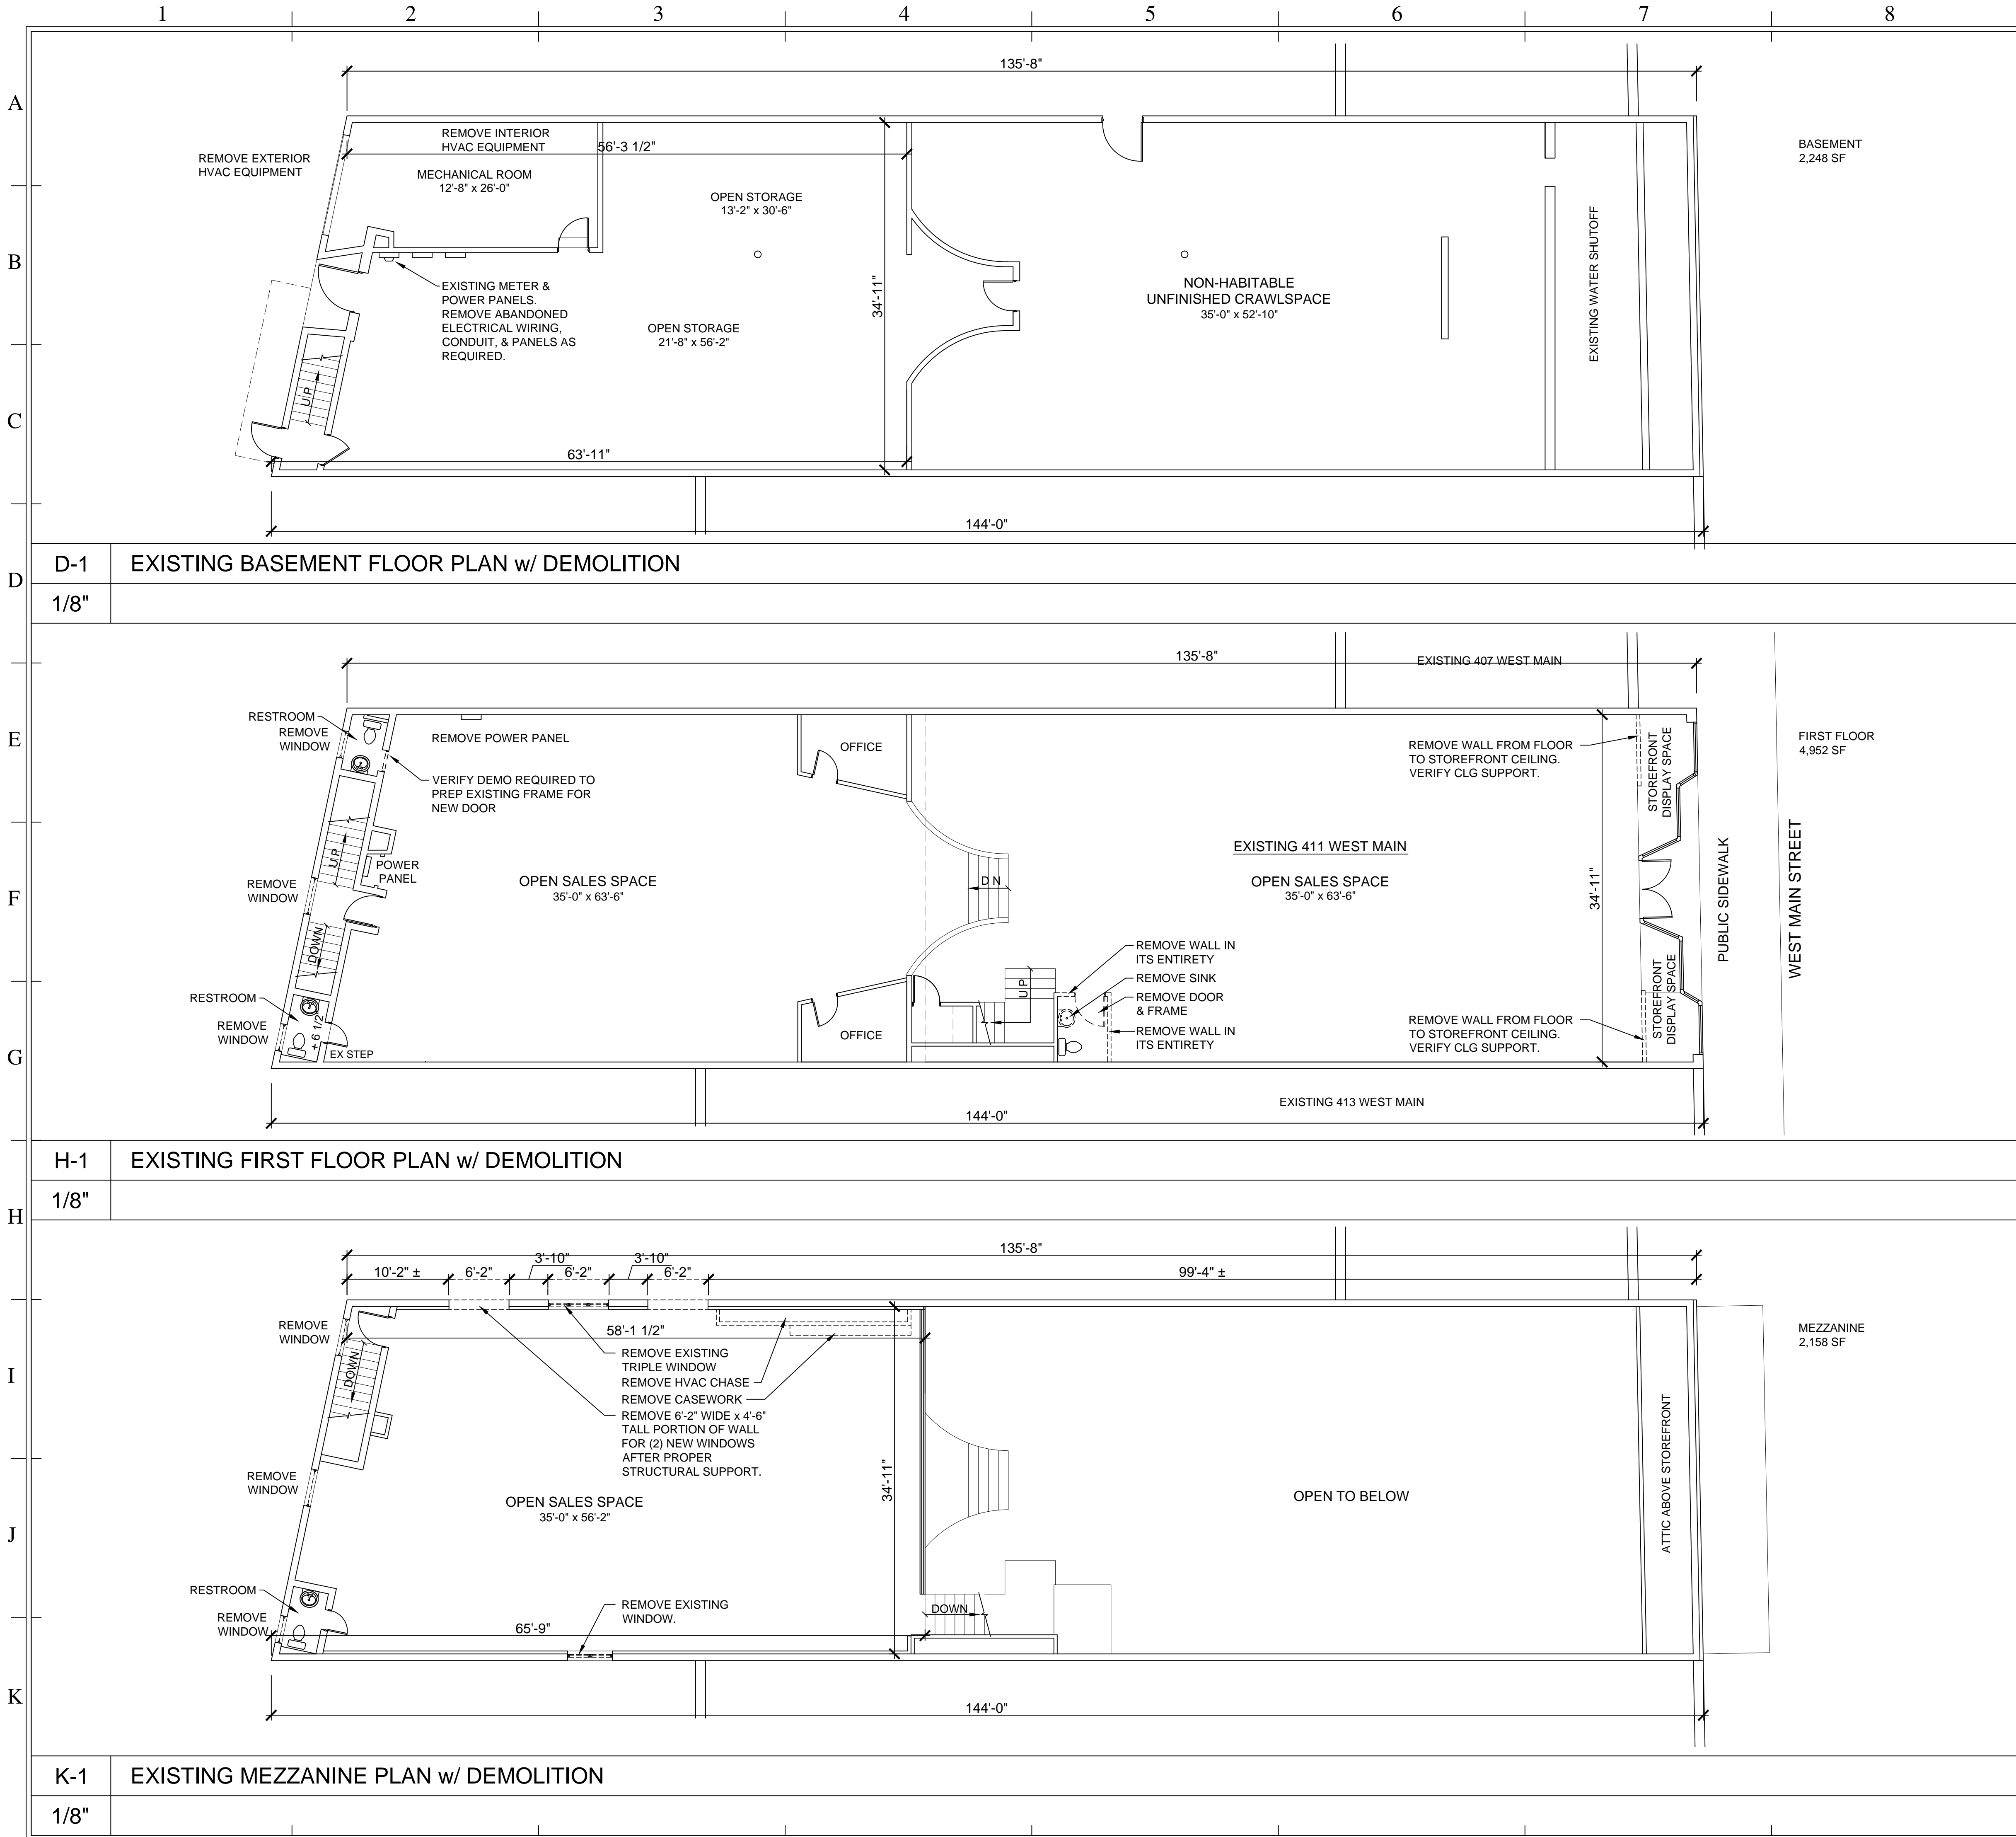 1 2 3 4 5 6 7 8
A
B
C
D
E
F
G
H
I
J
K
135'-8"
REMOVE INTERIOR
HVAC EQUIPMENT
56'-3 1/2"
REMOVE EXTERIOR
HVAC EQUIPMENT
MECHANICAL ROOM
12'-8" x 26'-0"
OPEN STORAGE
13'-2" x 30'-6"
BASEMENT
2,248 SF
EXISTING METER &
POWER PANELS.
REMOVE ABANDONED
ELECTRICAL WIRING,
CONDUIT, & PANELS AS
REQUIRED.
OPEN STORAGE
21'-8" x 56'-2"
34'-11"
NON-HABITABLE
UNFINISHED CRAWLSPACE
35'-0" x 52'-10"
EXISTING WATER SHUTOFF
UP
63'-11"
144'-0"
D-1 EXISTING BASEMENT FLOOR PLAN w/ DEMOLITION
1/8"
135'-8"
EXISTING 407 WEST MAIN
RESTROOM
REMOVE
WINDOW
REMOVE POWER PANEL
VERIFY DEMO REQUIRED TO
PREP EXISTING FRAME FOR
NEW DOOR
OFFICE
REMOVE WALL FROM FLOOR
TO STOREFRONT CEILING.
VERIFY CLG SUPPORT.
STOREFRONT
DISPLAY SPACE
FIRST FLOOR
4,952 SF
UP
POWER
PANEL
REMOVE
WINDOW
DOWN
OPEN SALES SPACE
35'-0" x 63'-6"
DN
EXISTING 411 WEST MAIN
OPEN SALES SPACE
35'-0" x 63'-6"
34'-11"
PUBLIC SIDEWALK
WEST MAIN STREET
RESTROOM
REMOVE
WINDOW
+ 6 1/2
EX STEP
OFFICE
UP
REMOVE WALL IN
ITS ENTIRETY
REMOVE SINK
REMOVE DOOR
& FRAME
REMOVE WALL IN
ITS ENTIRETY
REMOVE WALL FROM FLOOR
TO STOREFRONT CEILING.
VERIFY CLG SUPPORT.
STOREFRONT
DISPLAY SPACE
EXISTING 413 WEST MAIN
144'-0"
H-1 EXISTING FIRST FLOOR PLAN w/ DEMOLITION
1/8"
135'-8"
10'-2" ± 6'-2" 3'-10" 6'-2" 3'-10" 6'-2" 99'-4" ±
REMOVE
WINDOW
58'-1 1/2"
DOWN
REMOVE EXISTING
TRIPLE WINDOW
REMOVE HVAC CHASE
REMOVE CASEWORK
REMOVE 6'-2" WIDE x 4'-6"
TALL PORTION OF WALL
FOR (2) NEW WINDOWS
AFTER PROPER
STRUCTURAL SUPPORT.
MEZZANINE
2,158 SF
REMOVE
WINDOW
OPEN SALES SPACE
35'-0" x 56'-2"
34'-11"
OPEN TO BELOW
ATTIC ABOVE STOREFRONT
RESTROOM
REMOVE
WINDOW
REMOVE EXISTING
WINDOW.
DOWN
65'-9"
144'-0"
K-1 EXISTING MEZZANINE PLAN w/ DEMOLITION
1/8"